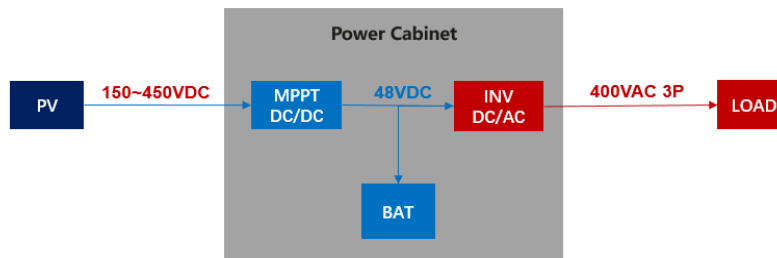 Power Cabinet
PV
150~450VDC
MPPT
DC/DC
48VDC
INV
DC/AC
400VAC 3P
LOAD
BAT